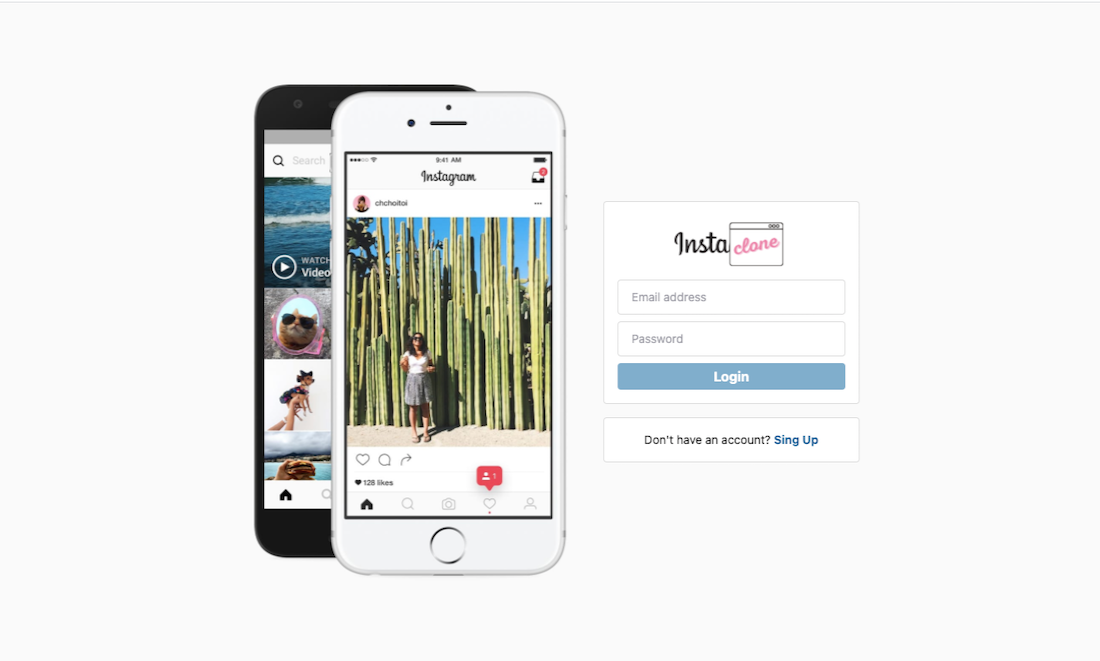 Search
WATCH
Video
9:41 AM
Instagram
2
chchoitoi
1
128 likes
Insta clone
Email address
Password
Login
Don't have an account? Sing Up